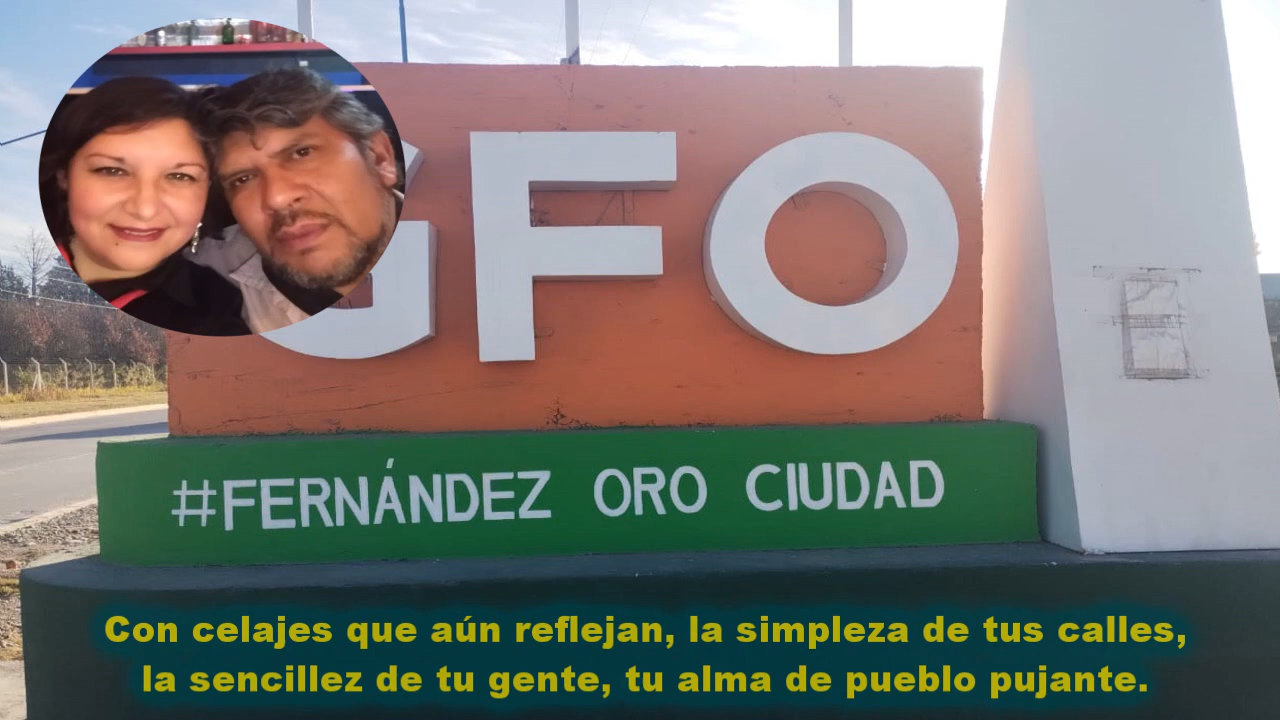 GFO
#FERNÁNDEZ ORO CIUDAD
Con celajes que aún reflejan, la simpleza de tus calles,
la sencillez de tu gente, tu alma de pueblo pujante.